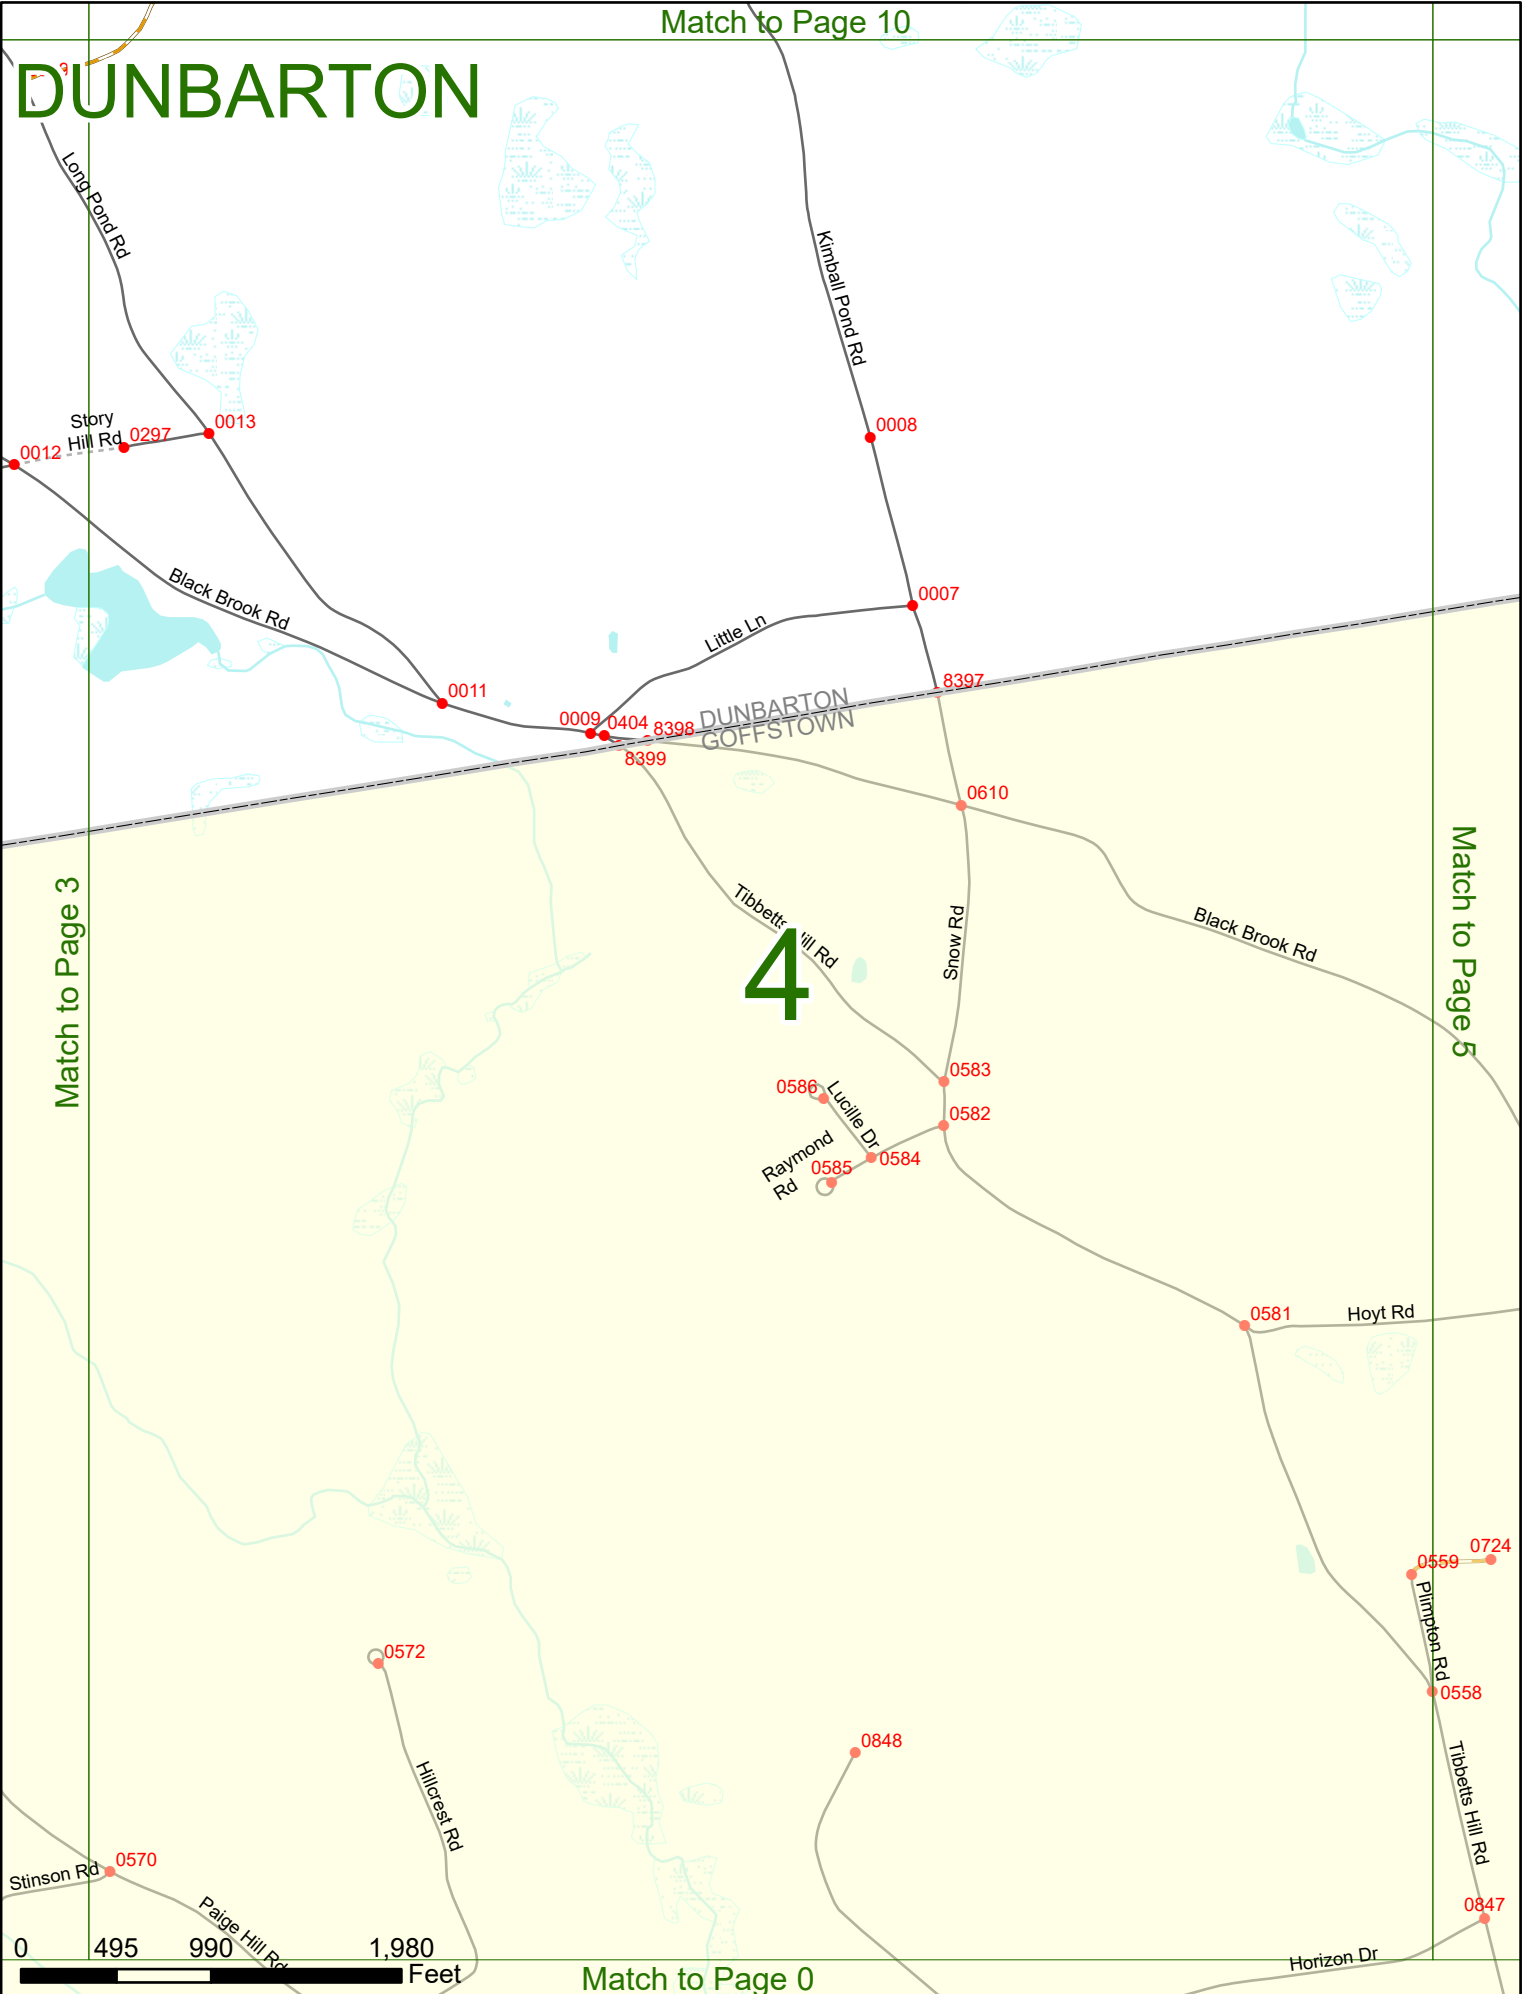 Match to Page 10
DUNBARTON
Long Pond Rd
Kimball Pond Rd
Story
Hill Rd
0297
0013
0012
0008
Black Brook Rd
0007
Little Ln
0011
8397
0009
0404
8398
DUNBARTON
GOFFSTOWN
8399
0610
Match to Page 3
Match to Page 5
Tibbetts Hill Rd
4
Snow Rd
Black Brook Rd
0583
0586
Lucille Dr
0582
Raymond
Rd
0585
0584
0581
Hoyt Rd
0724
0559
Plimpton Rd
0572
0558
0848
Hillcrest Rd
Tibbetts Hill Rd
0570
Stinson Rd
Paige Hill Rd
0847
Horizon Dr
0 495 990 1,980
Feet
Match to Page 0